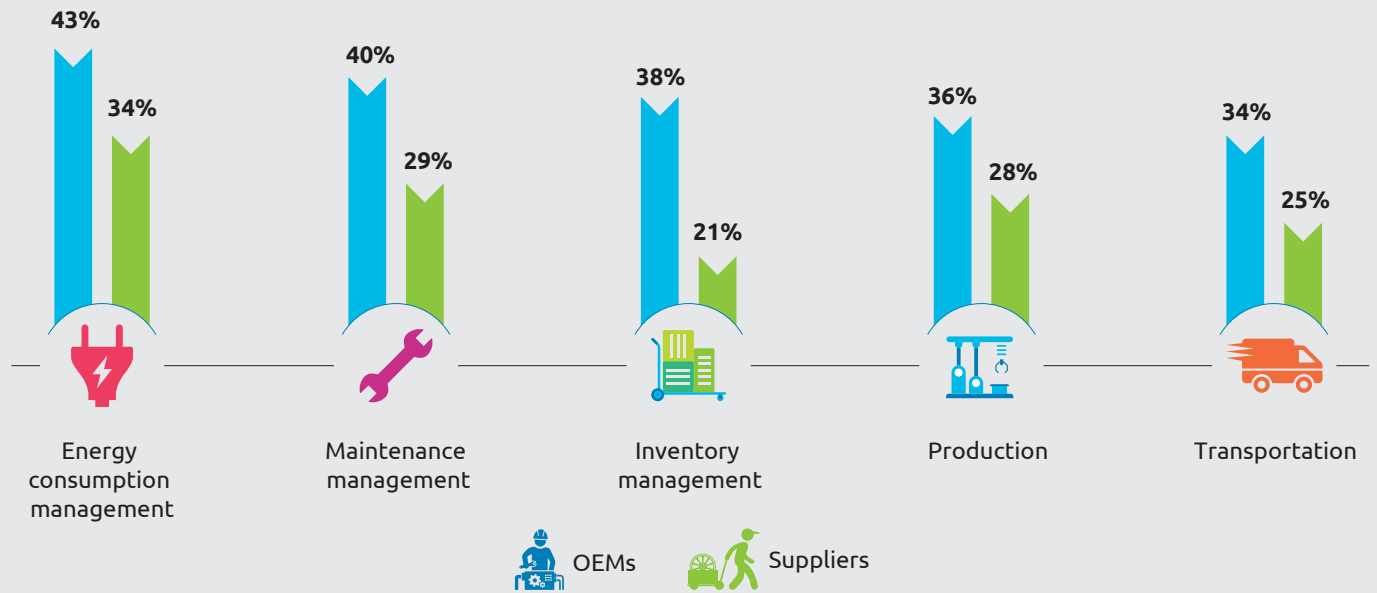 43%
34%
40%
29%
38%
21%
36%
28%
34%
25%
Energy
consumption
management
Maintenance
management
Inventory
management
Production
Transportation
OEMs
Suppliers